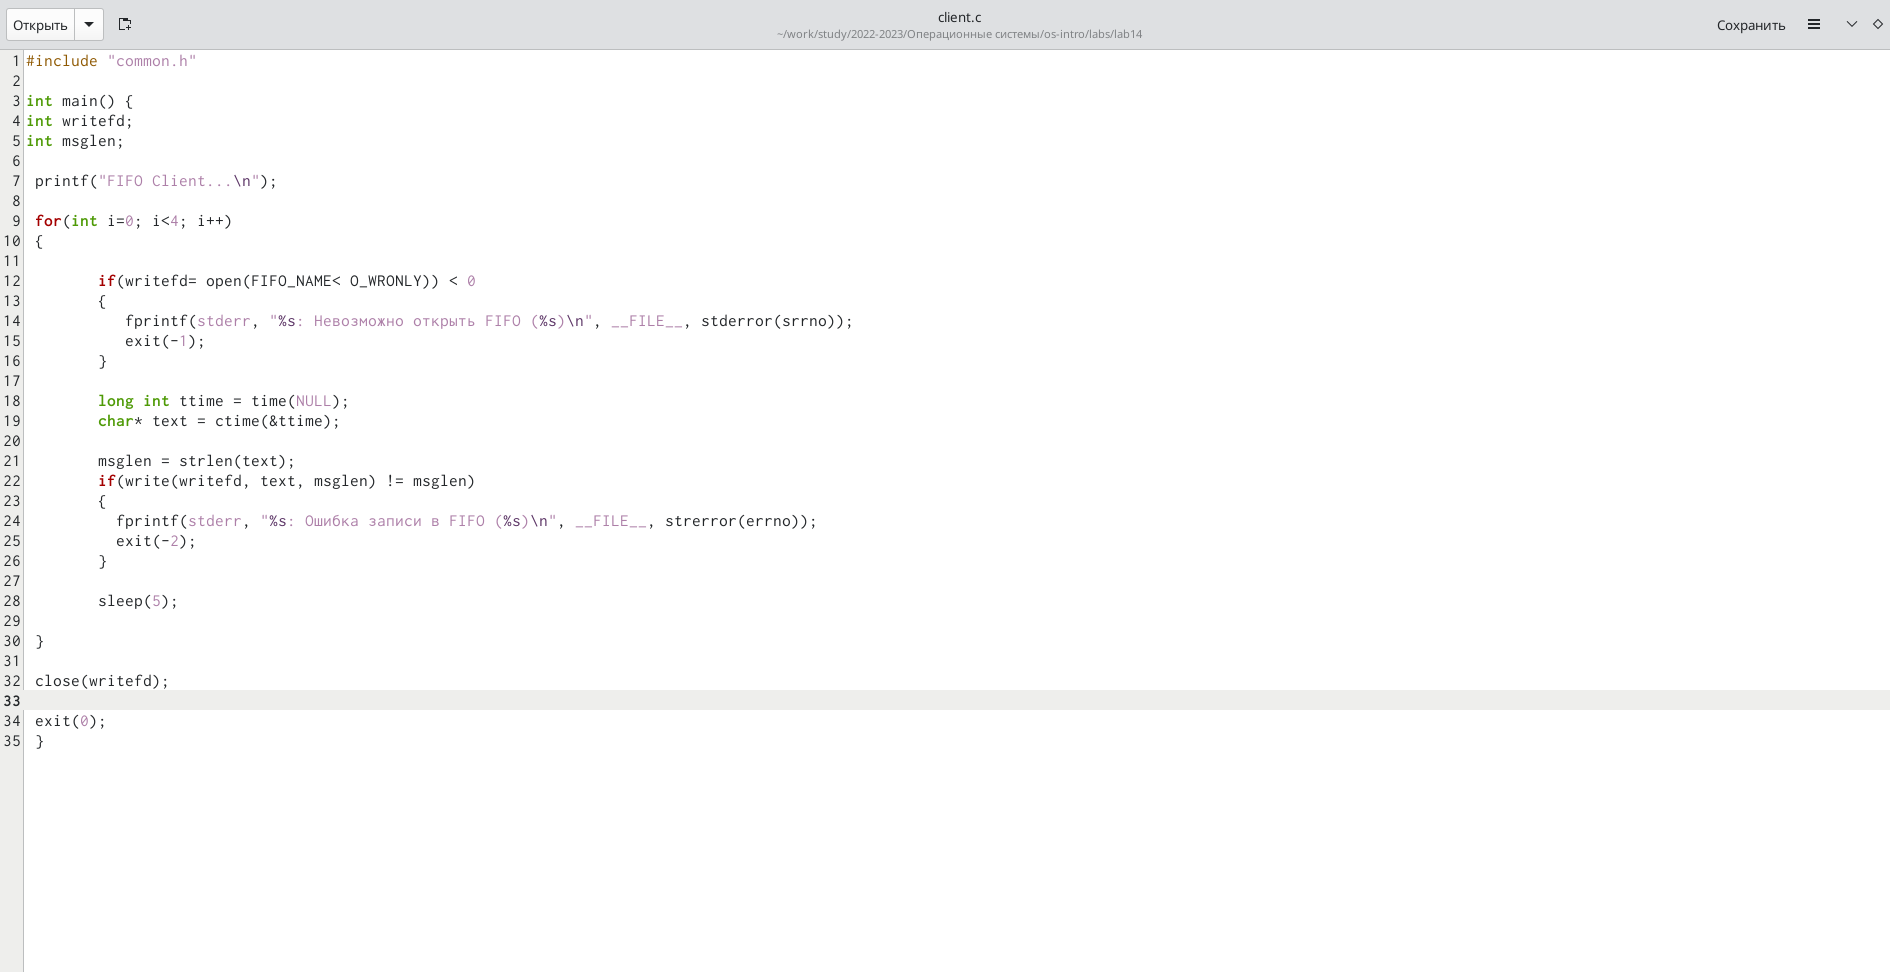 Открыть
client.c
~/work/study/2022-2023/Операционные системы/os-intro/labs/lab14
Сохранить
1 #include "common.h"
2
3 int main() {
4 int writefd;
5 int msglen;
6
7 printf("FIFO Client...\n");
8
9 for(int i=0; i<4; i++)
10 {
11
12 if(writefd= open(FIFO_NAME< O_WRONLY)) < 0
13 {
14 fprintf(stderr, "%s: Невозможно открыть FIFO (%s)\n", __FILE__, stderror(srrno));
15 exit(-1);
16 }
17
18 long int ttime = time(NULL);
19 char* text = ctime(&ttime);
20
21 msglen = strlen(text);
22 if(write(writefd, text, msglen) != msglen)
23 {
24 fprintf(stderr, "%s: Ошибка записи в FIFO (%s)\n", __FILE__, strerror(errno));
25 exit(-2);
26 }
27
28 sleep(5);
29
30 }
31
32 close(writefd);
33
34 exit(0);
35 }